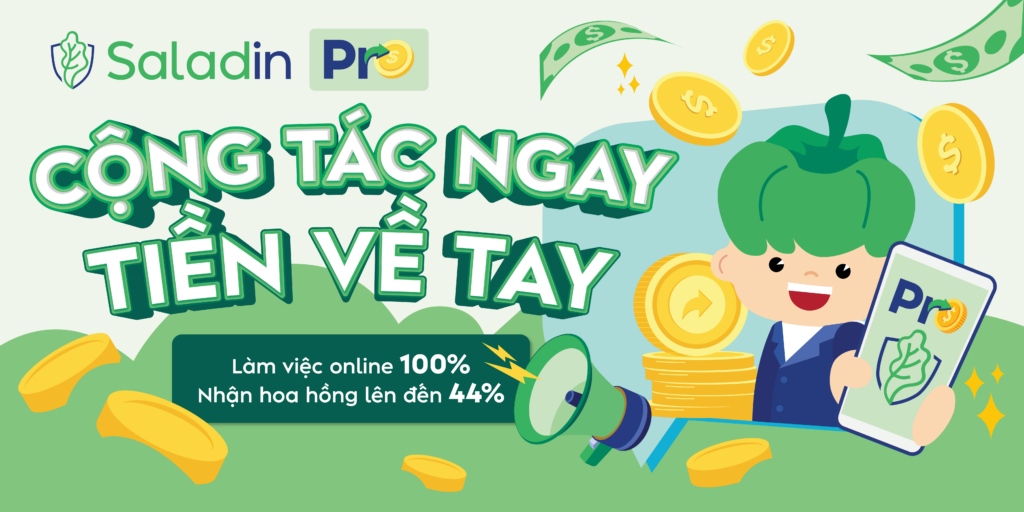 Saladin Pro
CỘNG TÁC NGAY
TIỀN VỀ TAY
Làm việc online 100%
Nhận hoa hồng lên đến 44%
Pro